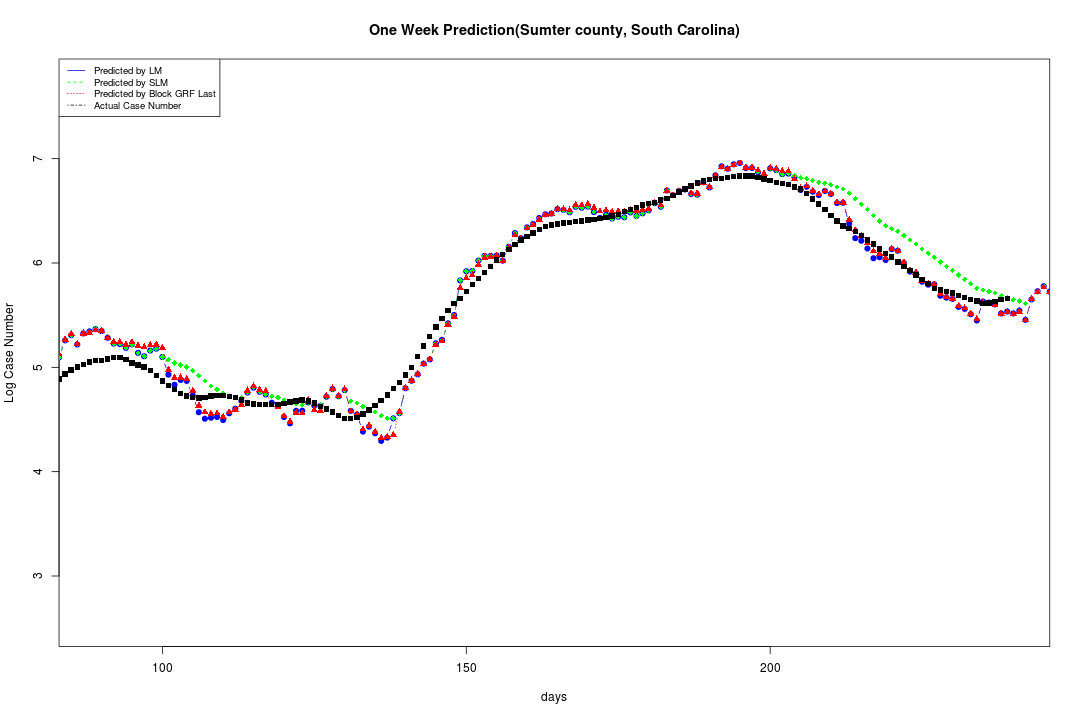 One Week Prediction(Sumter county, South Carolina)
Predicted by LM
Predicted by SLM
Predicted by Block GRF Last
Actual Case Number
Log Case Number
7
6
5
4
3
100
150
200
days